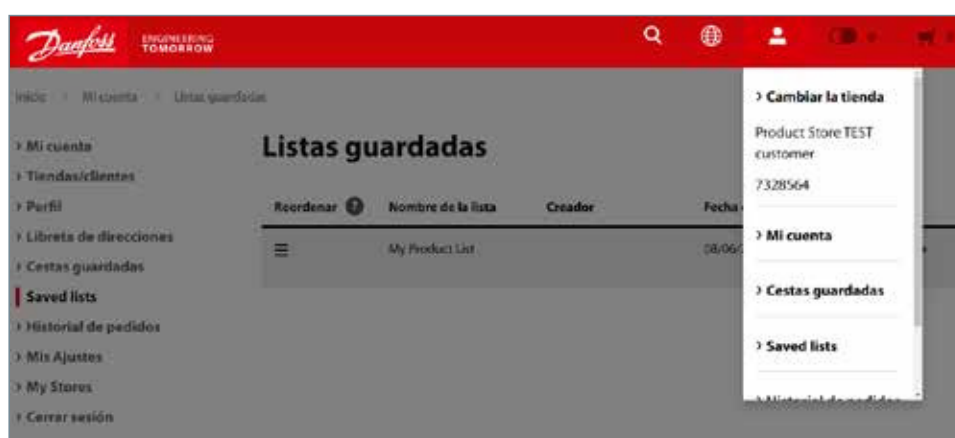 Danfoss
ENGINEERING
TOMORROW
Inicio > Mi cuenta > Listas guardadas
> Mi cuenta
> Tiendas/clientes
> Perfil
> Libreta de direcciones
> Cestas guardadas
Saved lists
> Historial de pedidos
> Mis Ajustes
> My Stores
> Cerrar sesión
Listas guardadas
Reordenar ? Nombre de la lista Creador Fecha
My Product List 08/06/
> Cambiar la tienda
Product Store TEST
customer
7328564
> Mi cuenta
> Cestas guardadas
> Saved lists
> Historial de pedidos